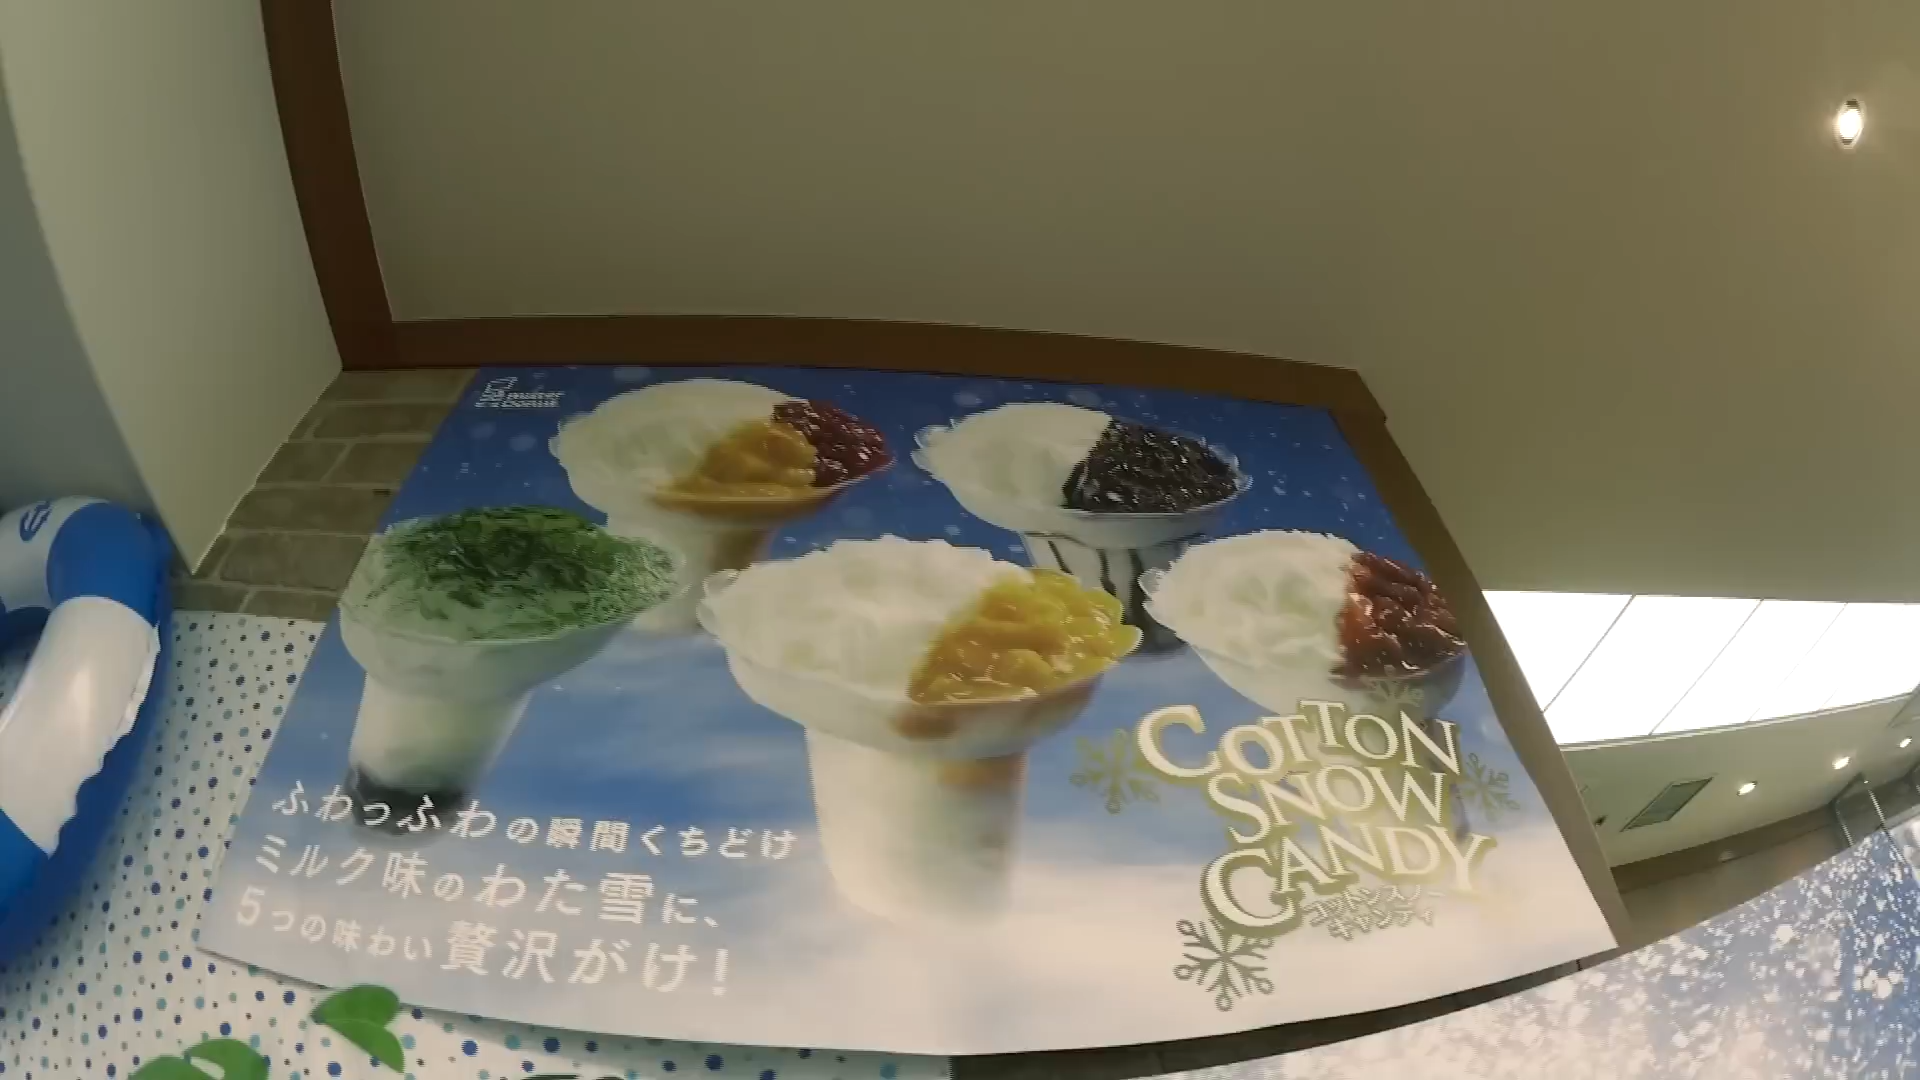 mister
Donut
COTTON
SNOW
CANDY
コットンスノー
キャンディ
ふわっふわの瞬間くちどけ
ミルク味のわた雪に、
5つの味わい贅沢がけ!